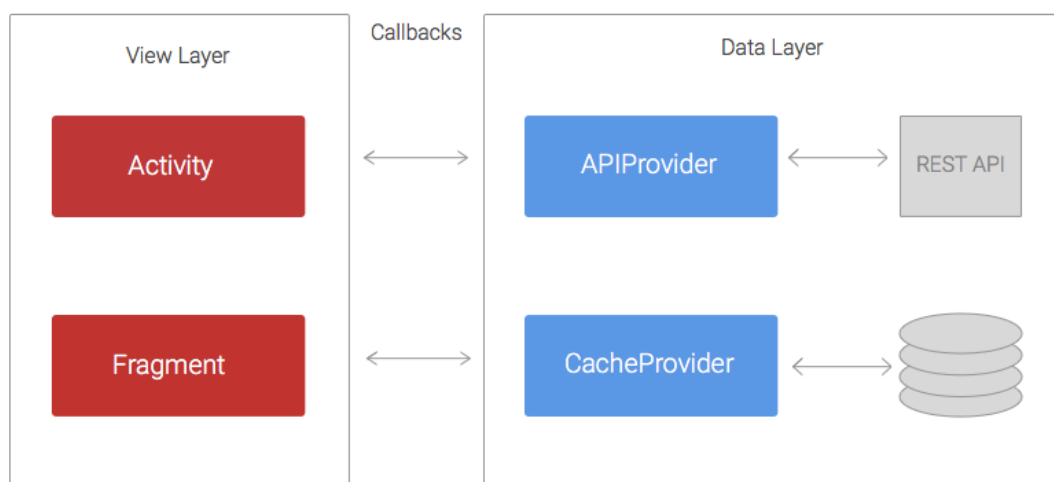 View Layer
Callbacks
Data Layer
Activity
APIProvider
REST API
Fragment
CacheProvider